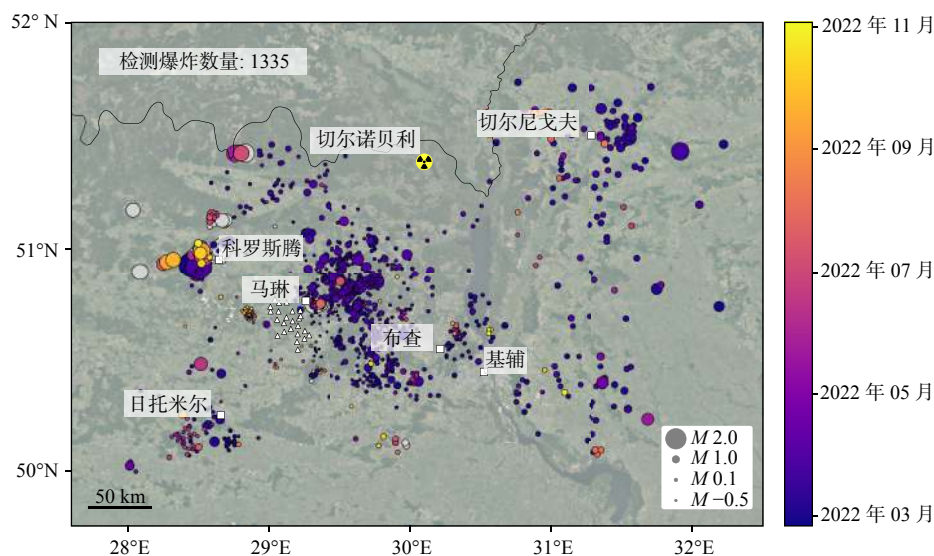 52° N
51°N
50°N
28°E
29°E
30°E
31°E
32°E
检测爆炸数量: 1335
切尔诺贝利
切尔尼戈夫
科罗斯腾
马琳
布查
基辅
日托米尔
50 km
M 2.0
M 1.0
M 0.1
M −0.5
2022 年 11 月
2022 年 09 月
2022 年 07 月
2022 年 05 月
2022 年 03 月